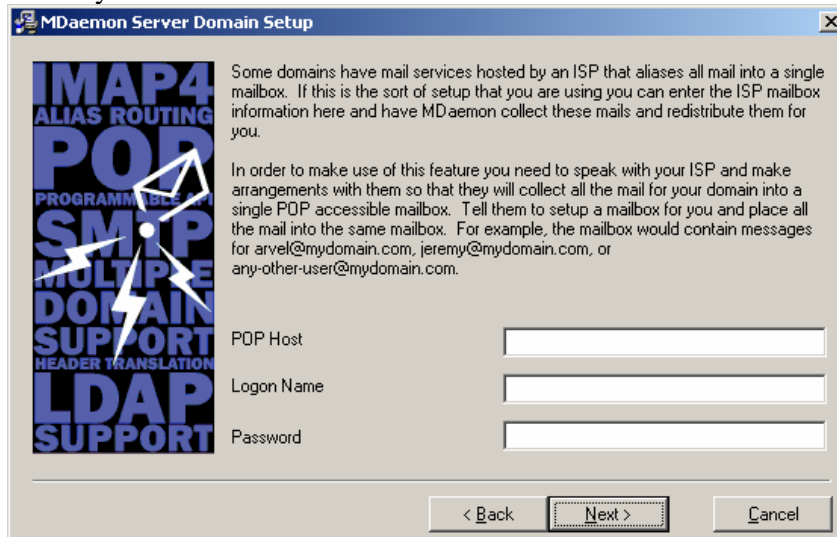 MDaemon Server Domain Setup
IMAP4
ALIAS ROUTING
POP
PROGRAMMABLE API
SMTP
MULTIPLE
DOMAIN
SUPPORT
HEADER TRANSLATION
LDAP
SUPPORT
Some domains have mail services hosted by an ISP that aliases all mail into a single
mailbox.  If this is the sort of setup that you are using you can enter the ISP mailbox
information here and have MDaemon collect these mails and redistribute them for
you.
In order to make use of this feature you need to speak with your ISP and make
arrangements with them so that they will collect all the mail for your domain into a
single POP accessible mailbox.  Tell them to setup a mailbox for you and place all
the mail into the same mailbox.  For example, the mailbox would contain messages
for arvel@mydomain.com, jeremy@mydomain.com, or
any-other-user@mydomain.com.
POP Host
Logon Name
Password
< Back
Next >
Cancel